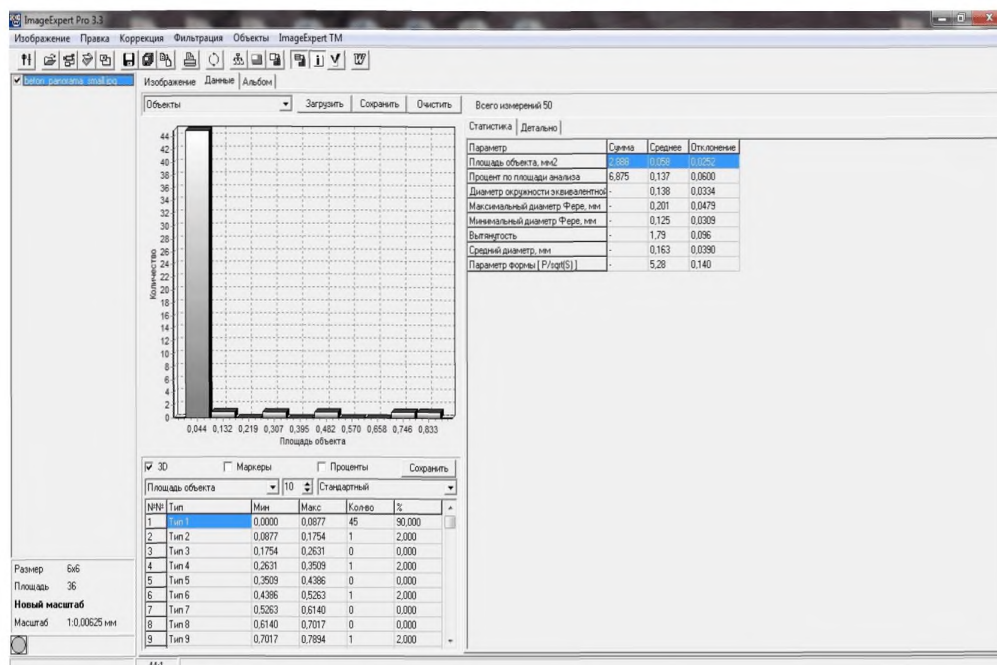 ImageExpert Pro 3.3
Изображение Правка Коррекция Фильтрация Объекты ImageExpert TM
beton_panorama_small.jpg
Изображение Данные Альбом
Объекты Загрузить Сохранить Очистить Всего измерений 50
Статистика Детально
Параметр Сумма Среднее Отклонение
Площадь объекта, мм2 2,888 0,058 0,0252
Процент по площади анализа 6,875 0,137 0,0600
Диаметр окружности эквивалентной - 0,138 0,0334
Максимальный диаметр Фере, мм - 0,201 0,0479
Минимальный диаметр Фере, мм - 0,125 0,0309
Вытянутость - 1,79 0,096
Средний диаметр, мм - 0,163 0,0390
Параметр формы [ P/sqrt(S) ] - 5,28 0,140
Количество
44
42
40
38
36
34
32
30
28
26
24
22
20
18
16
14
12
10
8
6
4
2
0
0,044 0,132 0,219 0,307 0,395 0,482 0,570 0,658 0,746 0,833
Площадь объекта
3D Маркеры Проценты Сохранить
Площадь объекта 10 Стандартный
№№ Тип Мин Макс Кол-во %
1 Тип 1 0,0000 0,0877 45 90,000
2 Тип 2 0,0877 0,1754 1 2,000
3 Тип 3 0,1754 0,2631 0 0,000
4 Тип 4 0,2631 0,3509 1 2,000
5 Тип 5 0,3509 0,4386 0 0,000
6 Тип 6 0,4386 0,5263 1 2,000
7 Тип 7 0,5263 0,6140 0 0,000
8 Тип 8 0,6140 0,7017 0 0,000
9 Тип 9 0,7017 0,7894 1 2,000
Размер 6x6
Площадь 36
Новый масштаб
Масштаб 1:0,00625 мм